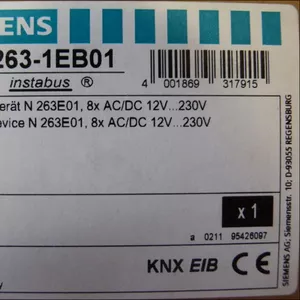 ENS
263-1EB01
instabus ®
4 001869 317915
erät N 263E01, 8x AC/DC 12V...230V
evice N 263E01, 8x AC/DC 12V...230V
x 1
a 0211 95426097
KNX EIB CE
SIEMENS AG; Siemensstr. 10; D-93055 REGENSBURG